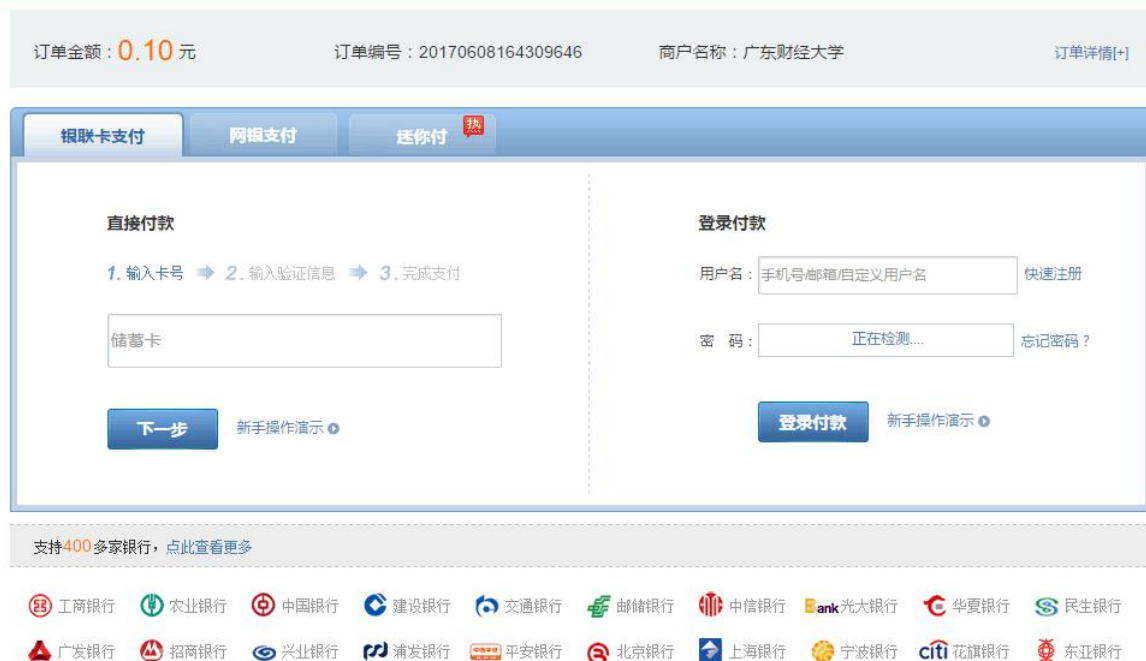 订单金额：0.10 元 订单编号：20170608164309646 商户名称：广东财经大学 订单详情[+]
银联卡支付 网银支付 迷你付 热
直接付款 登录付款
1. 输入卡号 2. 输入验证信息 3. 完成支付 用户名： 手机号/邮箱/自定义用户名 快速注册
储蓄卡 密 码： 正在检测.... 忘记密码？
下一步 新手操作演示 登录付款 新手操作演示
支持400多家银行，点此查看更多
工商银行 农业银行 中国银行 建设银行 交通银行 邮储银行 中信银行 Bank 光大银行 华夏银行 民生银行
广发银行 招商银行 兴业银行 浦发银行 平安银行 北京银行 上海银行 宁波银行 citi 花旗银行 东亚银行